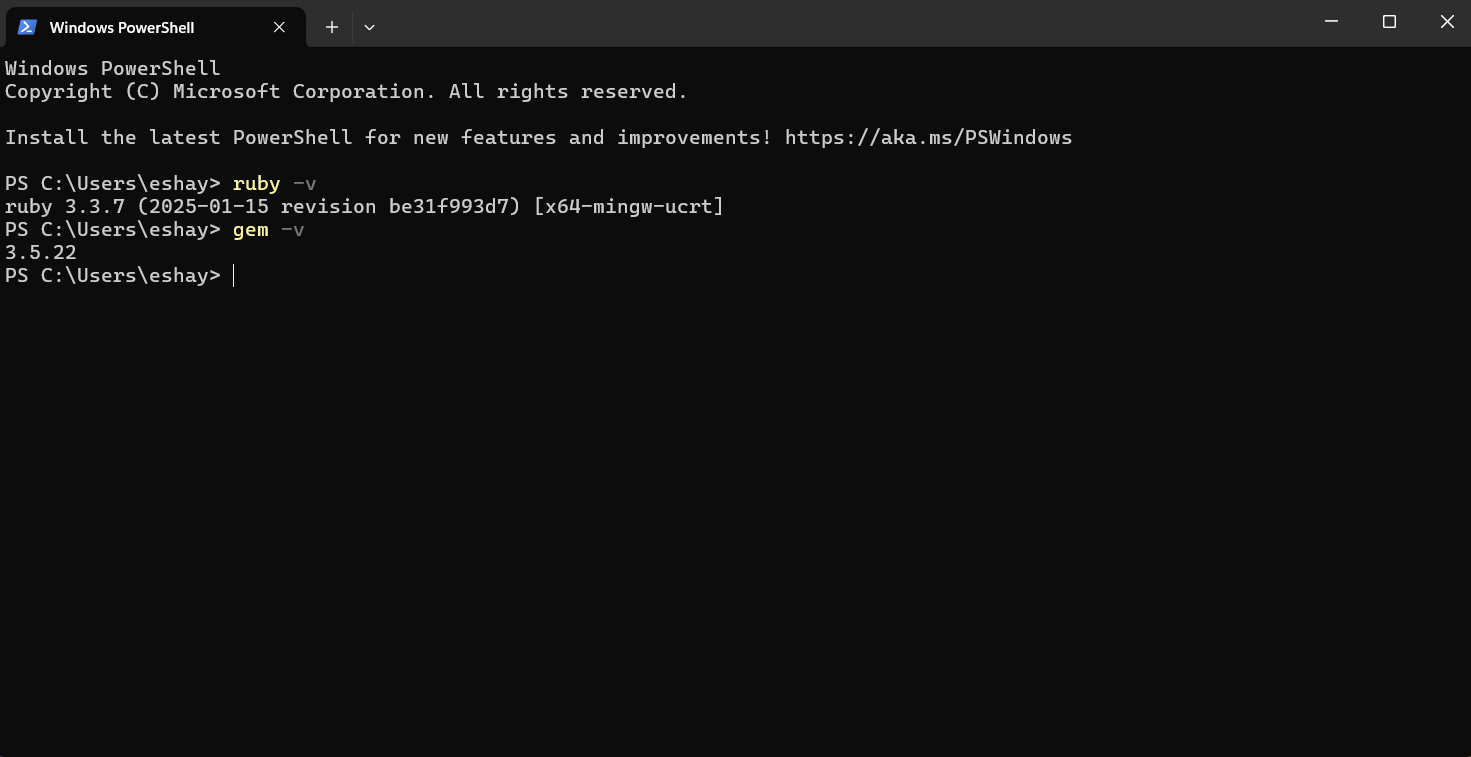 Windows PowerShell
Windows PowerShell
Copyright (C) Microsoft Corporation. All rights reserved.
Install the latest PowerShell for new features and improvements! https://aka.ms/PSWindows
PS C:\Users\eshay> ruby -v
ruby 3.3.7 (2025-01-15 revision be31f993d7) [x64-mingw-ucrt]
PS C:\Users\eshay> gem -v
3.5.22
PS C:\Users\eshay>